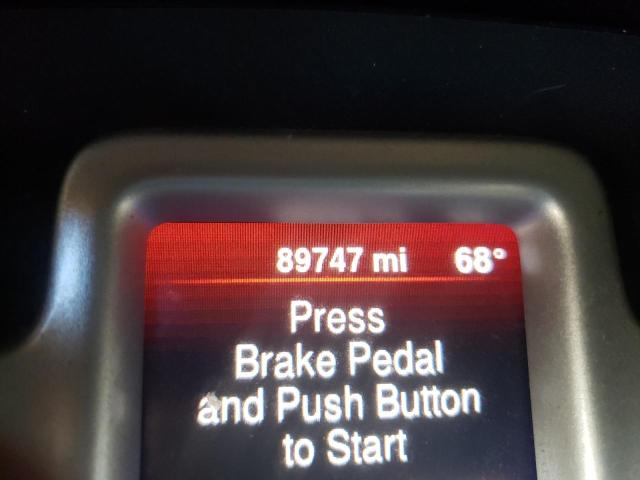 89747 mi 68°
Press
Brake Pedal
and Push Button
to Start